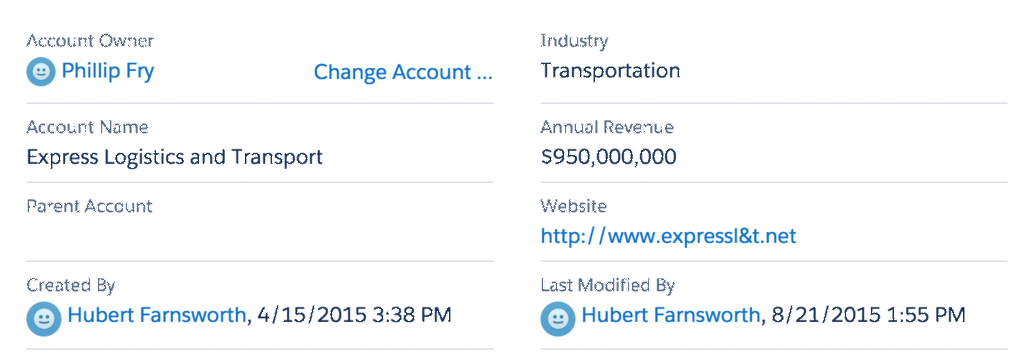 Account Owner
Phillip Fry
Change Account ...
Account Name
Express Logistics and Transport
Parent Account
Created By
Hubert Farnsworth, 4/15/2015 3:38 PM
Industry
Transportation
Annual Revenue
$950,000,000
Website
http://www.expressl&t.net
Last Modified By
Hubert Farnsworth, 8/21/2015 1:55 PM